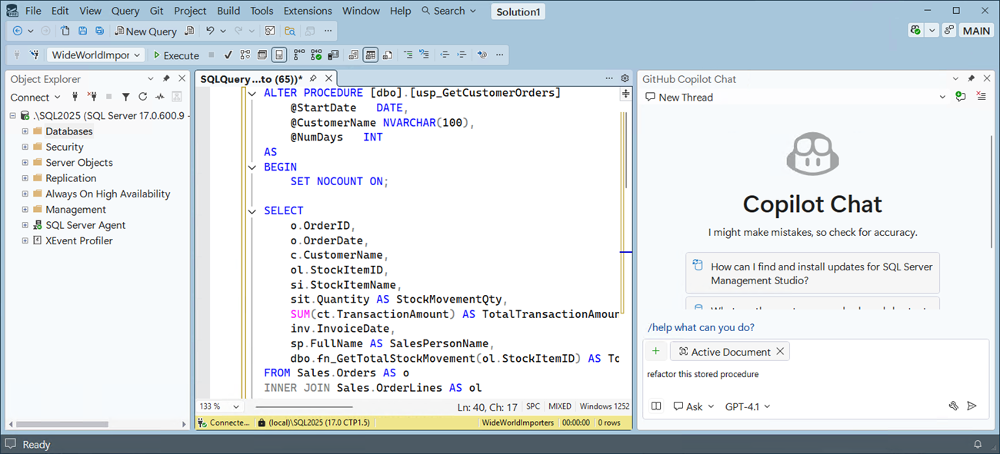 File Edit View Query Git Project Build Tools Extensions Window Help Search Solution1
New Query MAIN
WideWorldImpor Execute
Object Explorer
Connect
.\SQL2025 (SQL Server 17.0.600.9 -
Databases
Security
Server Objects
Replication
Always On High Availability
Management
SQL Server Agent
XEvent Profiler
SQLQuery...to (65))*
ALTER PROCEDURE [dbo].[usp_GetCustomerOrders]
@StartDate DATE,
@CustomerName NVARCHAR(100),
@NumDays INT
AS
BEGIN
SET NOCOUNT ON;
SELECT
o.OrderID,
o.OrderDate,
c.CustomerName,
ol.StockItemID,
si.StockItemName,
sit.Quantity AS StockMovementQty,
SUM(ct.TransactionAmount) AS TotalTransactionAmoun
inv.InvoiceDate,
sp.FullName AS SalesPersonName,
dbo.fn_GetTotalStockMovement(ol.StockItemID) AS To
FROM Sales.Orders AS o
INNER JOIN Sales.OrderLines AS ol
133 % Ln: 40, Ch: 17 SPC MIXED Windows 1252
Connecte... (local)\SQL2025 (17.0 CTP1.5) WideWorldImporters 00:00:00 0 rows
GitHub Copilot Chat
New Thread
Copilot Chat
I might make mistakes, so check for accuracy.
How can I find and install updates for SQL Server
Management Studio?
/help what can you do?
Active Document
refactor this stored procedure
Ask GPT-4.1
Ready